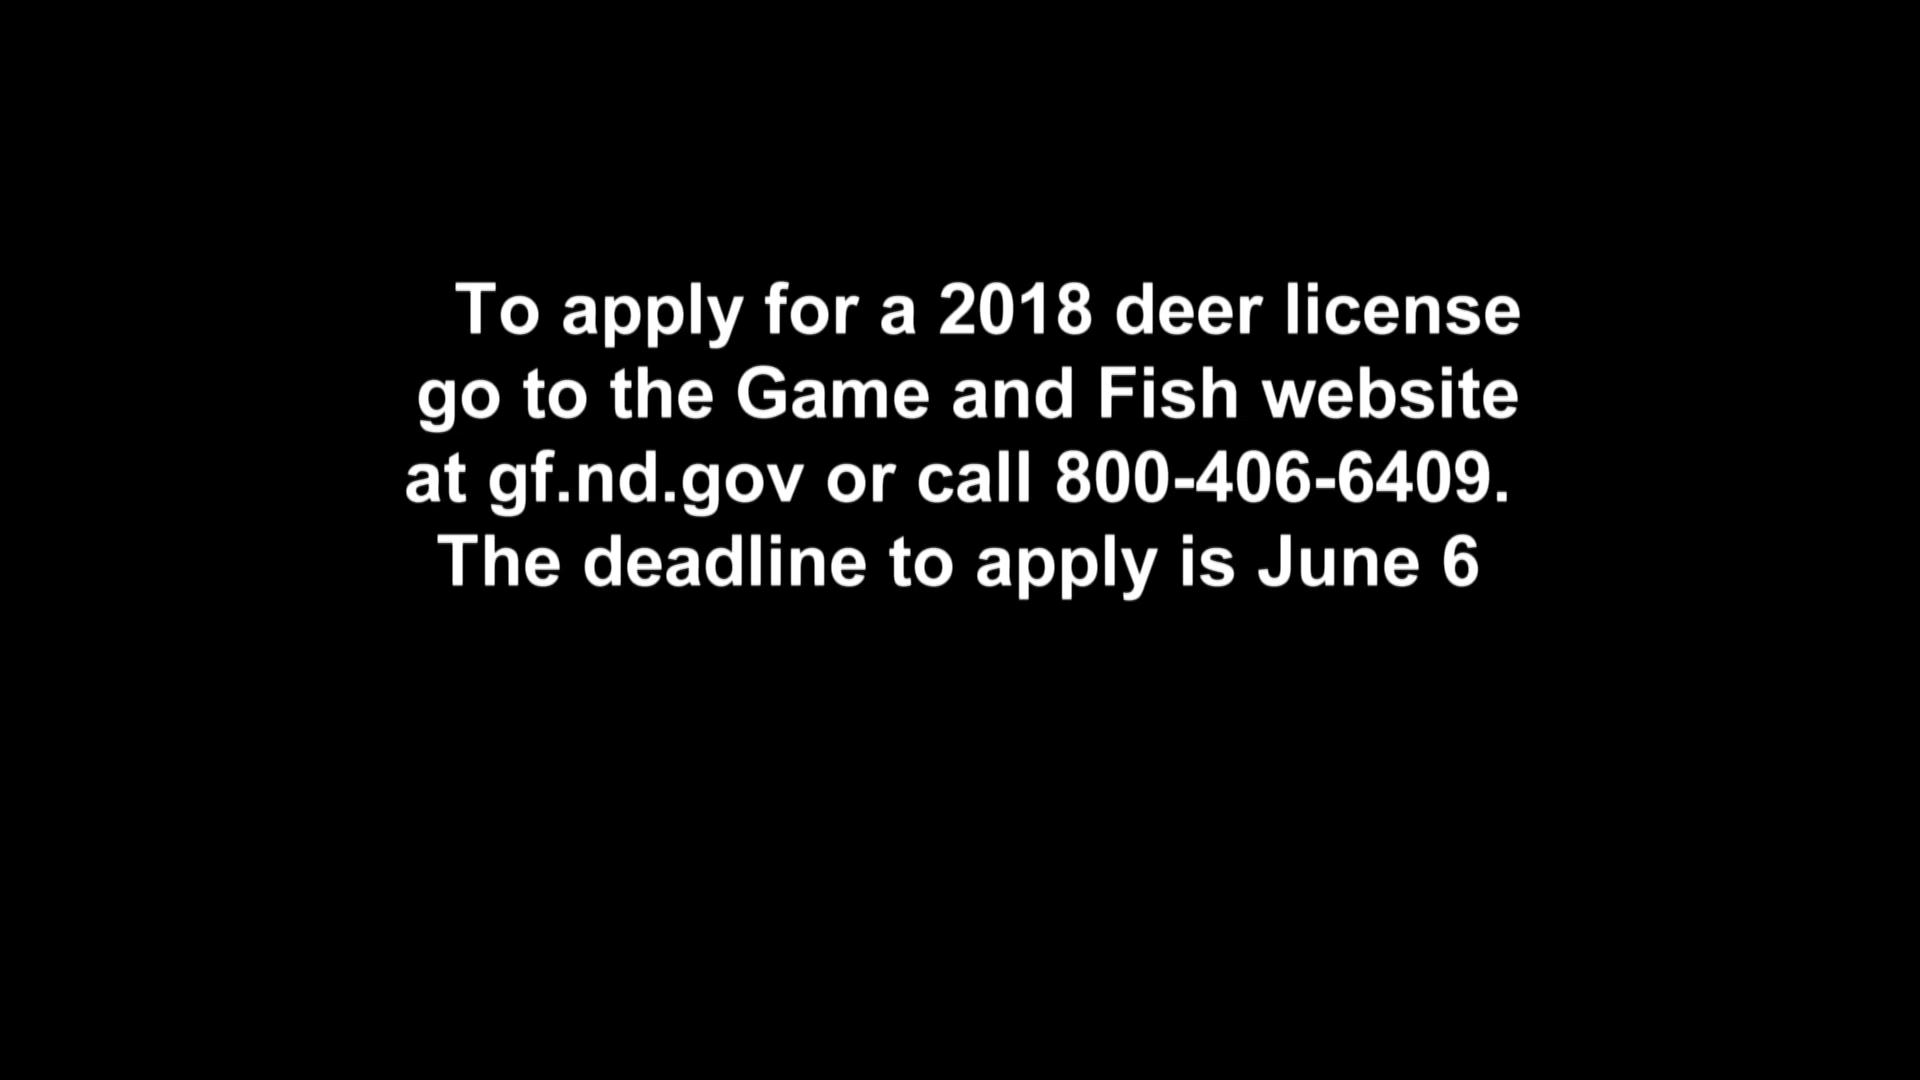 To apply for a 2018 deer license
go to the Game and Fish website
at gf.nd.gov or call 800-406-6409.
The deadline to apply is June 6